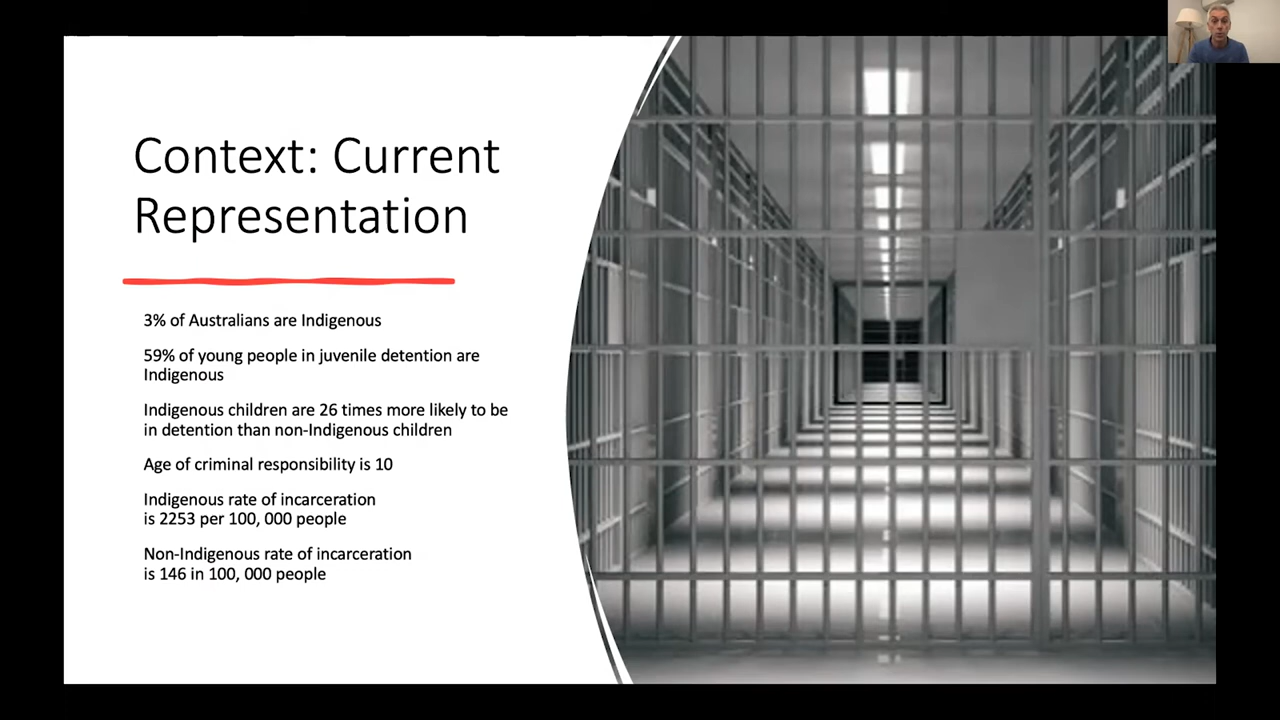 Context: Current
Representation
3% of Australians are Indigenous
59% of young people in juvenile detention are
Indigenous
Indigenous children are 26 times more likely to be
in detention than non-Indigenous children
Age of criminal responsibility is 10
Indigenous rate of incarceration
is 2253 per 100, 000 people
Non-Indigenous rate of incarceration
is 146 in 100, 000 people